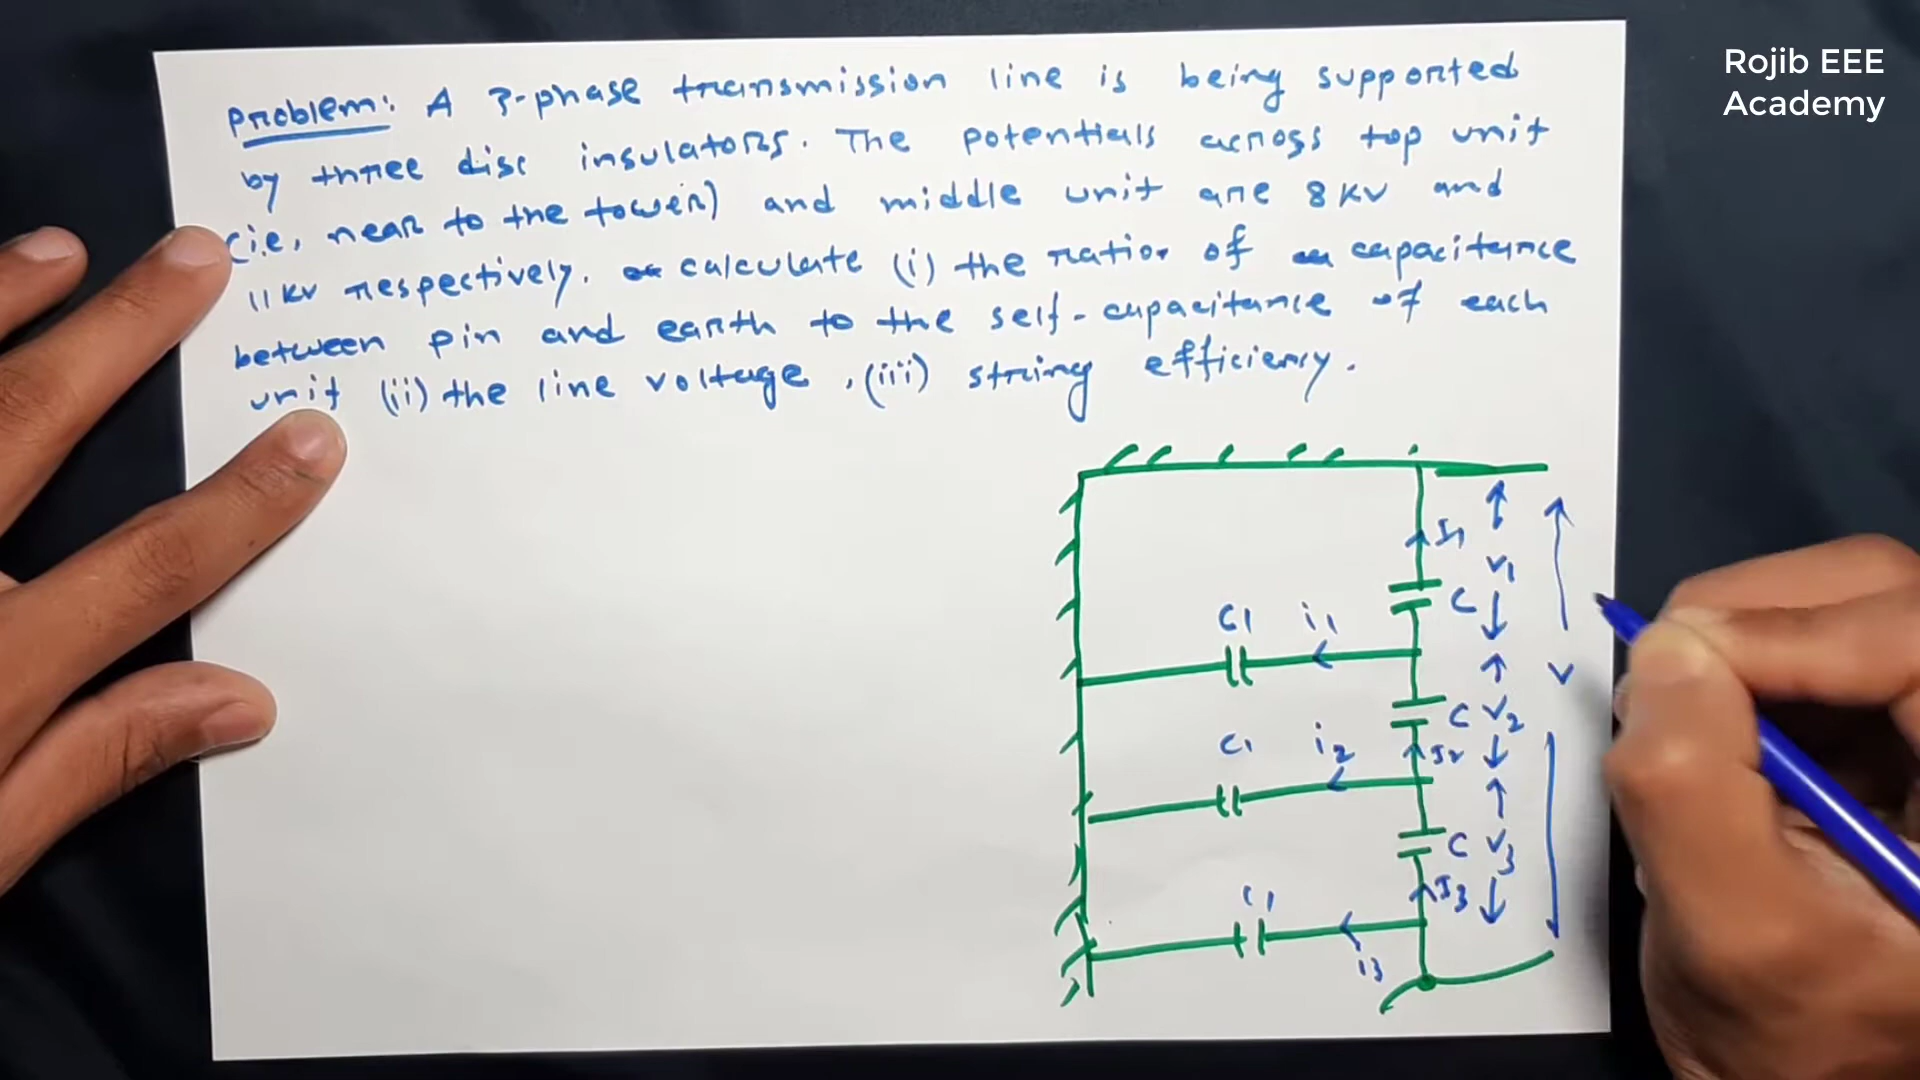 Rojib EEE
Academy
Problem: A 3-phase transmission line is being supported
by three disc insulators. The potentials across top unit
(i.e, near to the tower) and middle unit are 8 KV and
11 KV respectively. calculate (i) the ratio of capacitance
between pin and earth to the self-capacitance of each
unit (ii) the line voltage, (iii) string efficiency.
I1
V1
C
C1 i1
V
C V2
C1 i2
I2
C V3
C1
I3
i3